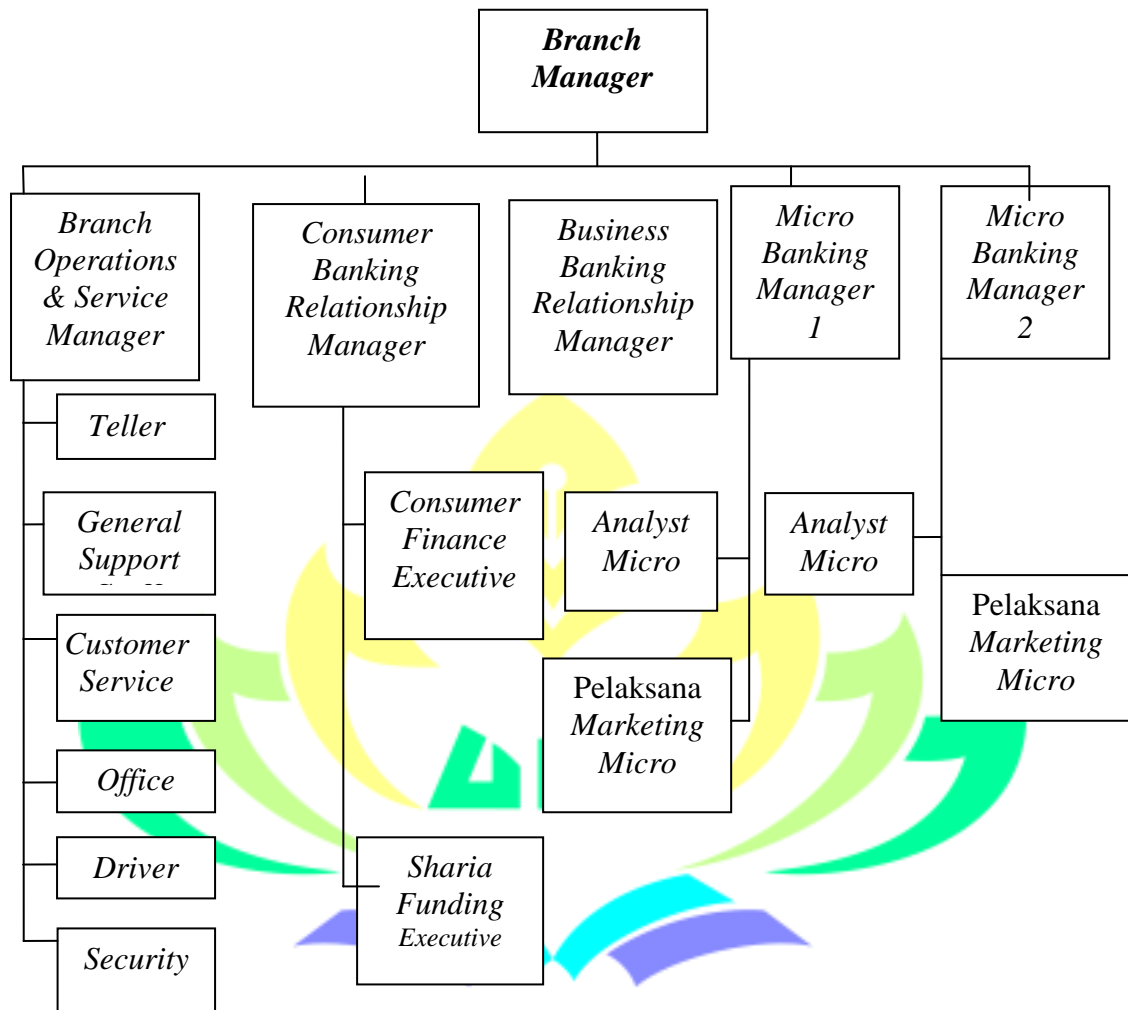 Branch
Manager
Branch
Operations
& Service
Manager
Consumer
Banking
Relationship
Manager
Business
Banking
Relationship
Manager
Micro
Banking
Manager
1
Micro
Banking
Manager
2
Teller
General
Support
Customer
Service
Office
Driver
Security
Consumer
Finance
Executive
Sharia
Funding
Executive
Analyst
Micro
Pelaksana
Marketing
Micro
Analyst
Micro
Pelaksana
Marketing
Micro